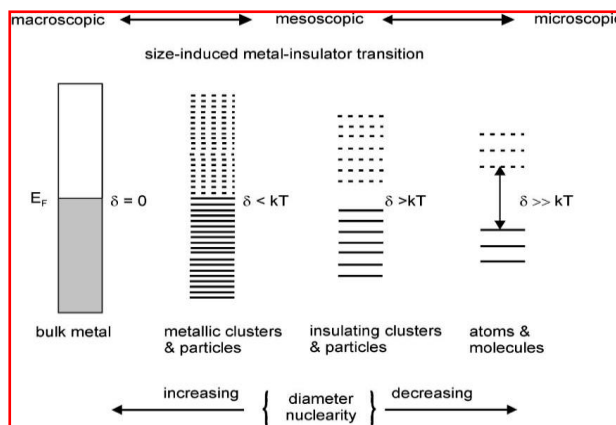 macroscopic mesoscopic microscopic
size-induced metal-insulator transition
E_F δ = 0 δ < kT δ >kT δ >> kT
bulk metal metallic clusters insulating clusters atoms &
& particles & particles molecules
increasing { diameter } decreasing
nuclearity